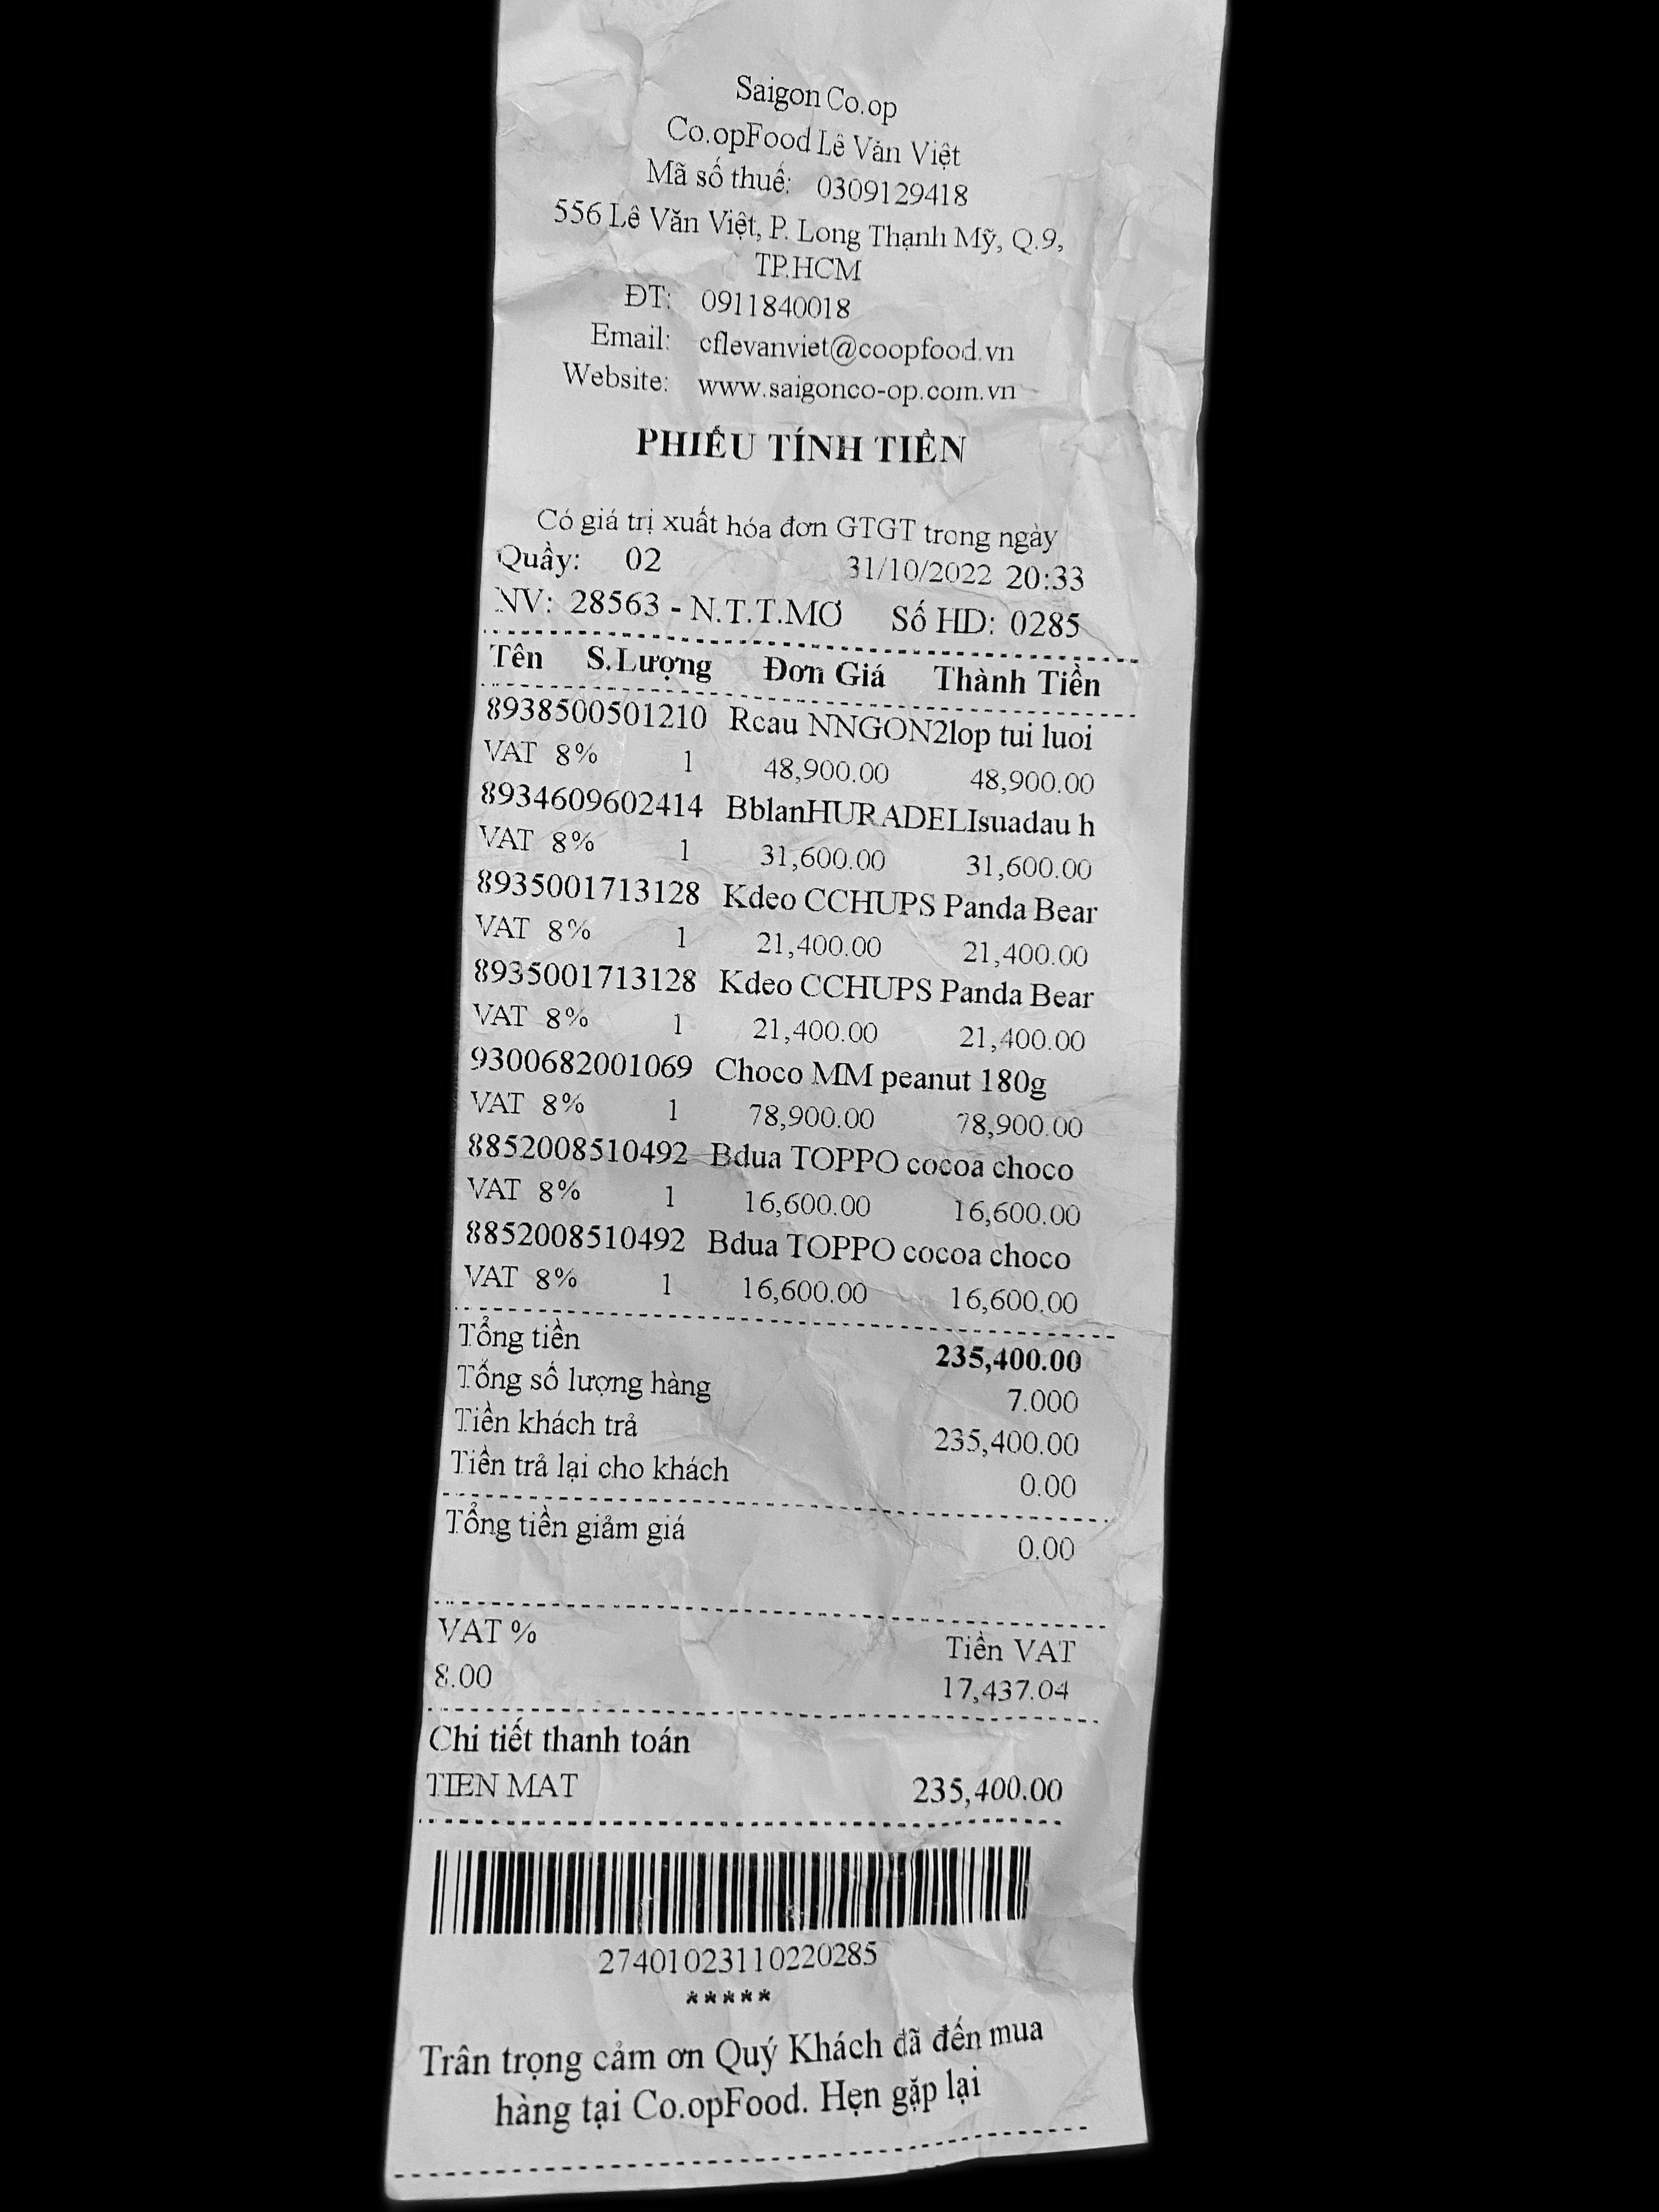 Saigon Co.op
Co.opFood Lê Văn Việt
Mã số thuế: 0309129418
556 Lê Văn Việt, P. Long Thạnh Mỹ, Q.9,
TP.HCM
ĐT: 0911840018
Email: cflevanviet@coopfood.vn
Website: www.saigonco-op.com.vn
PHIẾU TÍNH TIỀN
Có giá trị xuất hóa đơn GTGT trong ngày
Quầy: 02 31/10/2022 20:33
NV: 28563 - N.T.T.MƠ Số HD: 0285
Tên S.Lượng Đơn Giá Thành Tiền
8938500501210 Rcau NNGON2lop tui luoi
VAT 8% 1 48,900.00 48,900.00
8934609602414 BblanHURADELIsuadau h
VAT 8% 1 31,600.00 31,600.00
8935001713128 Kdeo CCHUPS Panda Bear
VAT 8% 1 21,400.00 21,400.00
8935001713128 Kdeo CCHUPS Panda Bear
VAT 8% 1 21,400.00 21,400.00
9300682001069 Choco MM peanut 180g
VAT 8% 1 78,900.00 78,900.00
8852008510492 Bdua TOPPO cocoa choco
VAT 8% 1 16,600.00 16,600.00
8852008510492 Bdua TOPPO cocoa choco
VAT 8% 1 16,600.00 16,600.00
Tổng tiền 235,400.00
Tổng số lượng hàng 7.000
Tiền khách trả 235,400.00
Tiền trả lại cho khách 0.00
Tổng tiền giảm giá 0.00
VAT % Tiền VAT
8.00 17,437.04
Chi tiết thanh toán
TIEN MAT 235,400.00
27401023110220285
*****
Trân trọng cảm ơn Quý Khách đã đến mua
hàng tại Co.opFood. Hẹn gặp lại